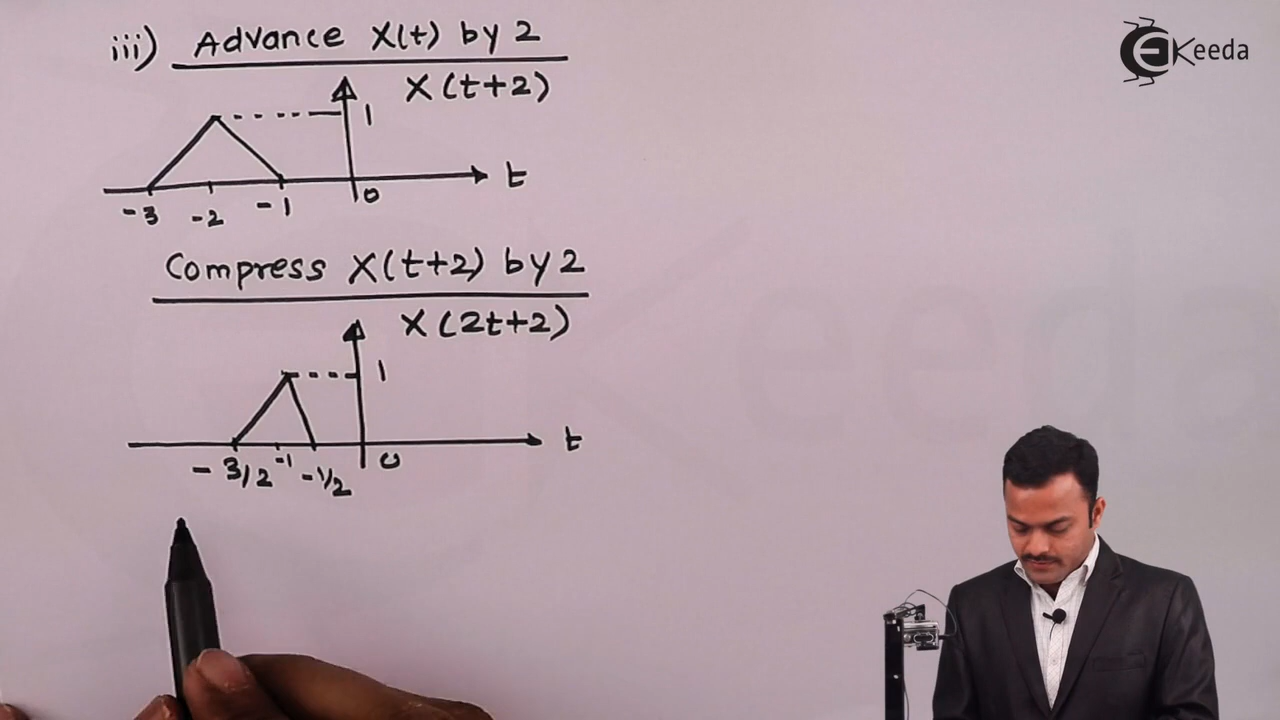 iii) Advance X(t) by 2
EKeeda
X(t+2)
1
t
-3 -2 -1 0
Compress X(t+2) by 2
X(2t+2)
1
t
-3/2 -1 -1/2 0